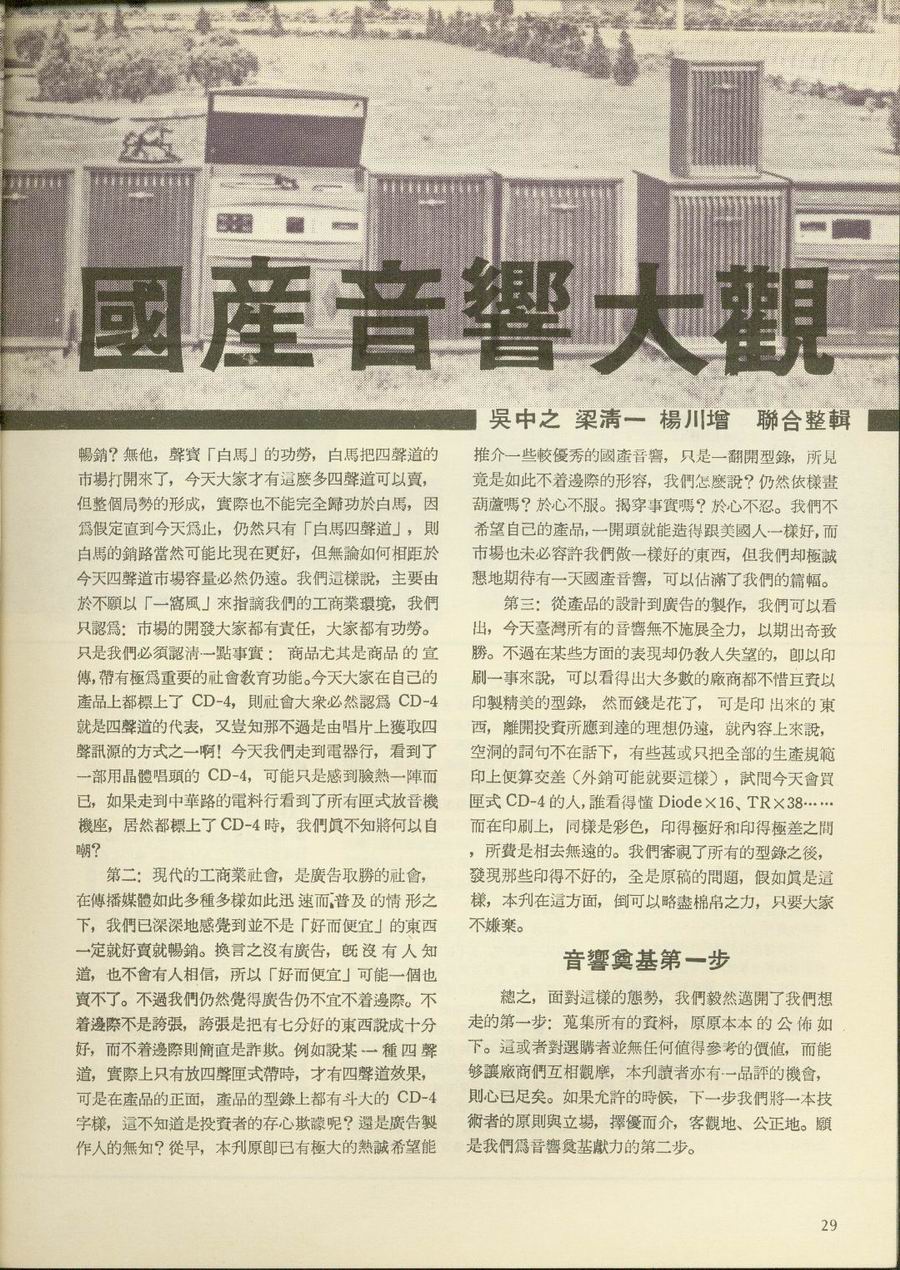 國產音響大觀
吳中之 梁清一 楊川增 聯合整輯
暢銷？無他，聲寶「白馬」的功勞，白馬把四聲道的
市場打開來了，今天大家才有這麼多四聲道可以賣，
但整個局勢的形成，實際也不能完全歸功於白馬，因
爲假定直到今天爲止，仍然只有「白馬四聲道」，則
白馬的銷路當然可能比現在更好，但無論如何相距於
今天四聲道市場容量必然仍遠。我們這樣說，主要由
於不願以「一窩風」來指謫我們的工商業環境，我們
只認爲：市場的開發大家都有責任，大家都有功勞。
只是我們必須認清一點事實：商品尤其是商品的宣
傳，帶有極爲重要的社會敎育功能。今天大家在自己的
產品上都標上了 CD-4，則社會大衆必然認爲 CD-4
就是四聲道的代表，又豈知那不過是由唱片上獲取四
聲訊源的方式之一啊！今天我們走到電器行，看到了
一部用晶體唱頭的 CD-4，可能只是感到臉熱一陣而
已，如果走到中華路的電料行看到了所有匣式放音機
機座，居然都標上了CD-4時，我們眞不知將何以自
嘲？
第二：現代的工商業社會，是廣告取勝的社會，
在傳播媒體如此多種多樣如此迅速而普及的情形之
下，我們已深深地感覺到並不是「好而便宜」的東西
一定就好賣就暢銷。換言之沒有廣告，旣沒有人知
道，也不會有人相信，所以「好而便宜」可能一個也
賣不了。不過我們仍然覺得廣告仍不宜不着邊際。不
着邊際不是誇張，誇張是把有七分好的東西説成十分
好，而不着邊際則簡直是詐欺。例如說某一種四聲
道，實際上只有放四聲匣式帶時，才有四聲道效果，
可是在產品的正面，產品的型錄上都有斗大的 CD-4
字樣，這不知道是投資者的存心欺矇呢？還是廣告製
作人的無知？從早，本刊原卽已有極大的熱誠希望能
推介一些較優秀的國產音響，只是一翻開型錄，所見
竟是如此不着邊際的形容，我們怎麼說？仍然依樣畫
葫蘆嗎？於心不服。揭穿事實嗎？於心不忍。我們不
希望自己的產品，一開頭就能造得跟美國人一樣好，而
市場也未必容許我們做一樣好的東西，但我們却極誠
懇地期待有一天國產音響，可以佔滿了我們的篇幅。
第三：從產品的設計到廣告的製作，我們可以看
出，今天臺灣所有的音響無不施展全力，以期出奇致
勝。不過在某些方面的表現却仍敎人失望的，卽以印
刷一事來說，可以看得出大多數的廠商都不惜巨資以
印製精美的型錄，然而錢是花了，可是印出來的東
西，離開投資所應到達的理想仍遠，就內容上來說，
空洞的詞句不在話下，有些甚或只把全部的生產規範
印上便算交差（外銷可能就要這樣），試問今天會買
匣式 CD-4 的人，誰看得懂 Diode×16、TR×38……
而在印刷上，同樣是彩色，印得極好和印得極差之間
，所費是相去無遠的。我們審視了所有的型錄之後，
發現那些印得不好的，全是原稿的問題，假如眞是這
樣，本刋在這方面，倒可以略盡棉帛之力，只要大家
不嫌棄。
音響奠基第一步
總之，面對這樣的態勢，我們毅然邁開了我們想
走的第一步：蒐集所有的資料，原原本本的公佈如
下。這或者對選購者並無任何値得參考的價値，而能
够讓廠商們互相觀摩，本刋讀者亦有一品評的機會，
則心已足矣。如果允許的時候，下一步我們將一本技
術者的原則與立場，擇優而介，客觀地、公正地。願
是我們爲音響奠基獻力的第二步。
29